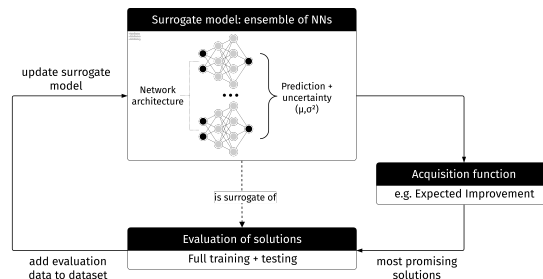 Surrogate model: ensemble of NNs
update surrogate
model
Network
architecture
Prediction +
uncertainty
(μ,σ²)
Acquisition function
e.g. Expected Improvement
is surrogate of
Evaluation of solutions
Full training + testing
add evaluation
data to dataset
most promising
solutions